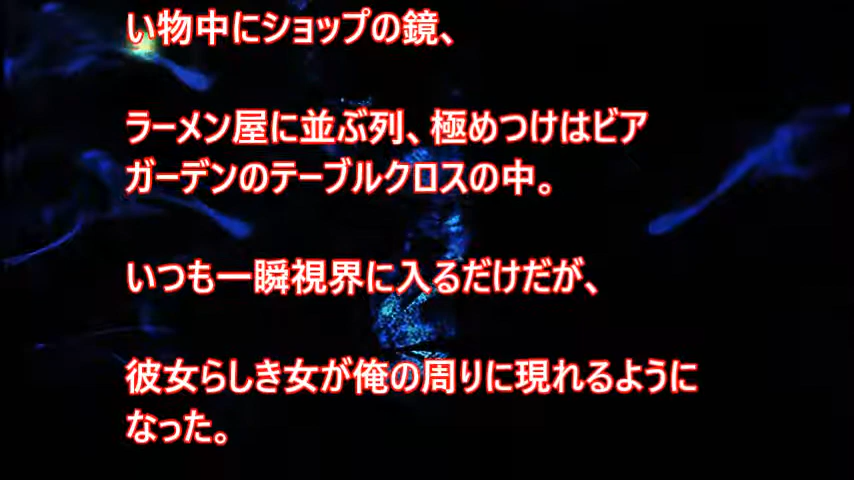 い物中にショップの鏡、
ラーメン屋に並ぶ列、極めつけはビア
ガーデンのテーブルクロスの中。
いつも一瞬視界に入るだけだが、
彼女らしき女が俺の周りに現れるように
なった。